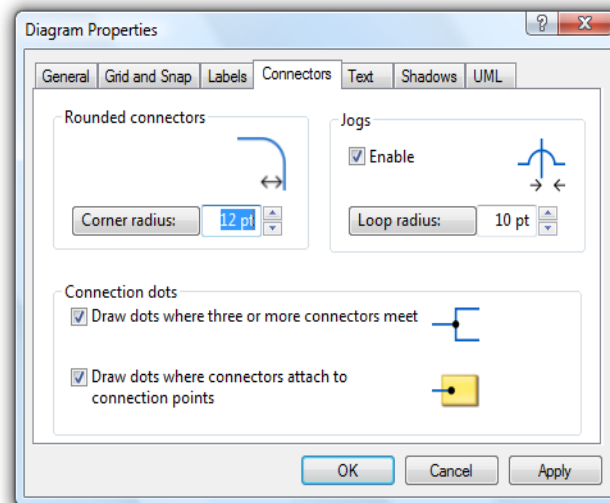 Diagram Properties
?
General Grid and Snap Labels Connectors Text Shadows UML
Rounded connectors
Corner radius: 12 pt
Jogs
Enable
Loop radius: 10 pt
Connection dots
Draw dots where three or more connectors meet
Draw dots where connectors attach to
connection points
OK Cancel Apply